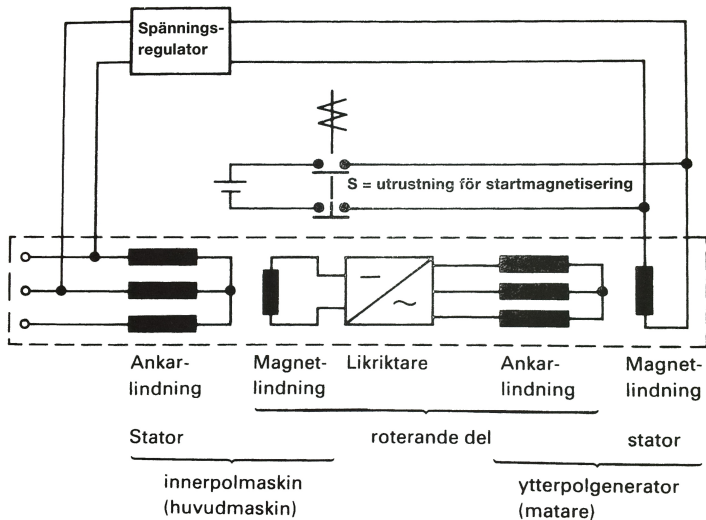 Spännings-
regulator
S = utrustning för startmagnetisering
Ankar-
lindning
Magnet-
lindning
Likriktare
Ankar-
lindning
Magnet-
lindning
Stator
roterande del
stator
innerpolmaskin
(huvudmaskin)
ytterpolgenerator
(matare)